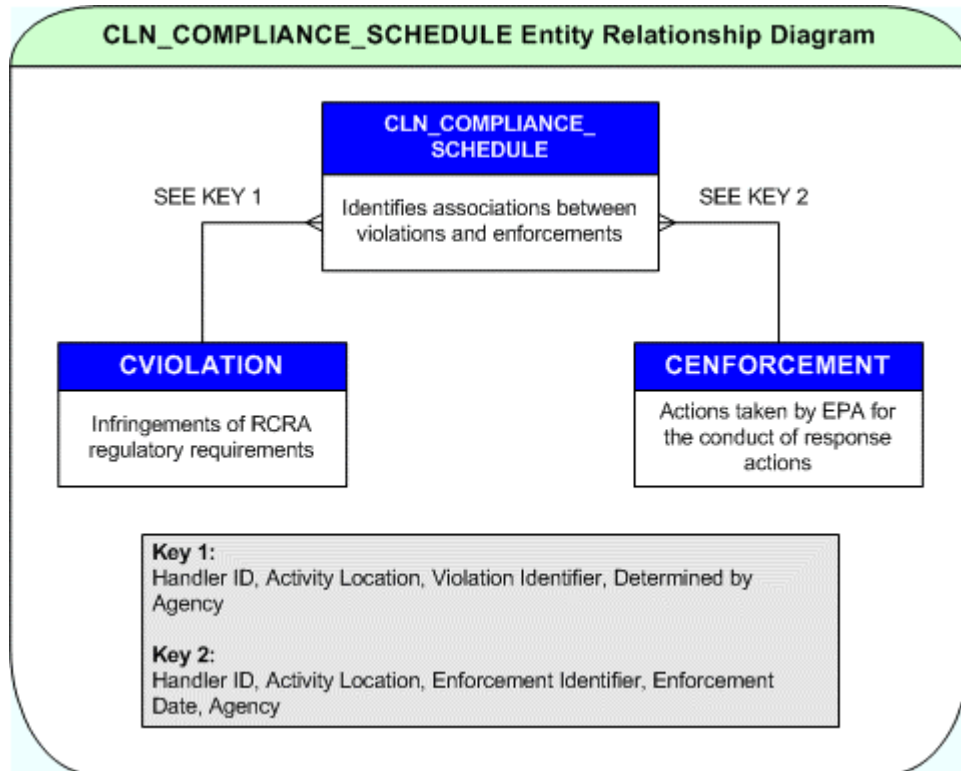 CLN_COMPLIANCE_SCHEDULE Entity Relationship Diagram
CLN_COMPLIANCE_
SCHEDULE
SEE KEY 1
SEE KEY 2
Identifies associations between
violations and enforcements
CVIOLATION
Infringements of RCRA
regulatory requirements
CENFORCEMENT
Actions taken by EPA for
the conduct of response
actions
Key 1:
Handler ID, Activity Location, Violation Identifier, Determined by
Agency
Key 2:
Handler ID, Activity Location, Enforcement Identifier, Enforcement
Date, Agency